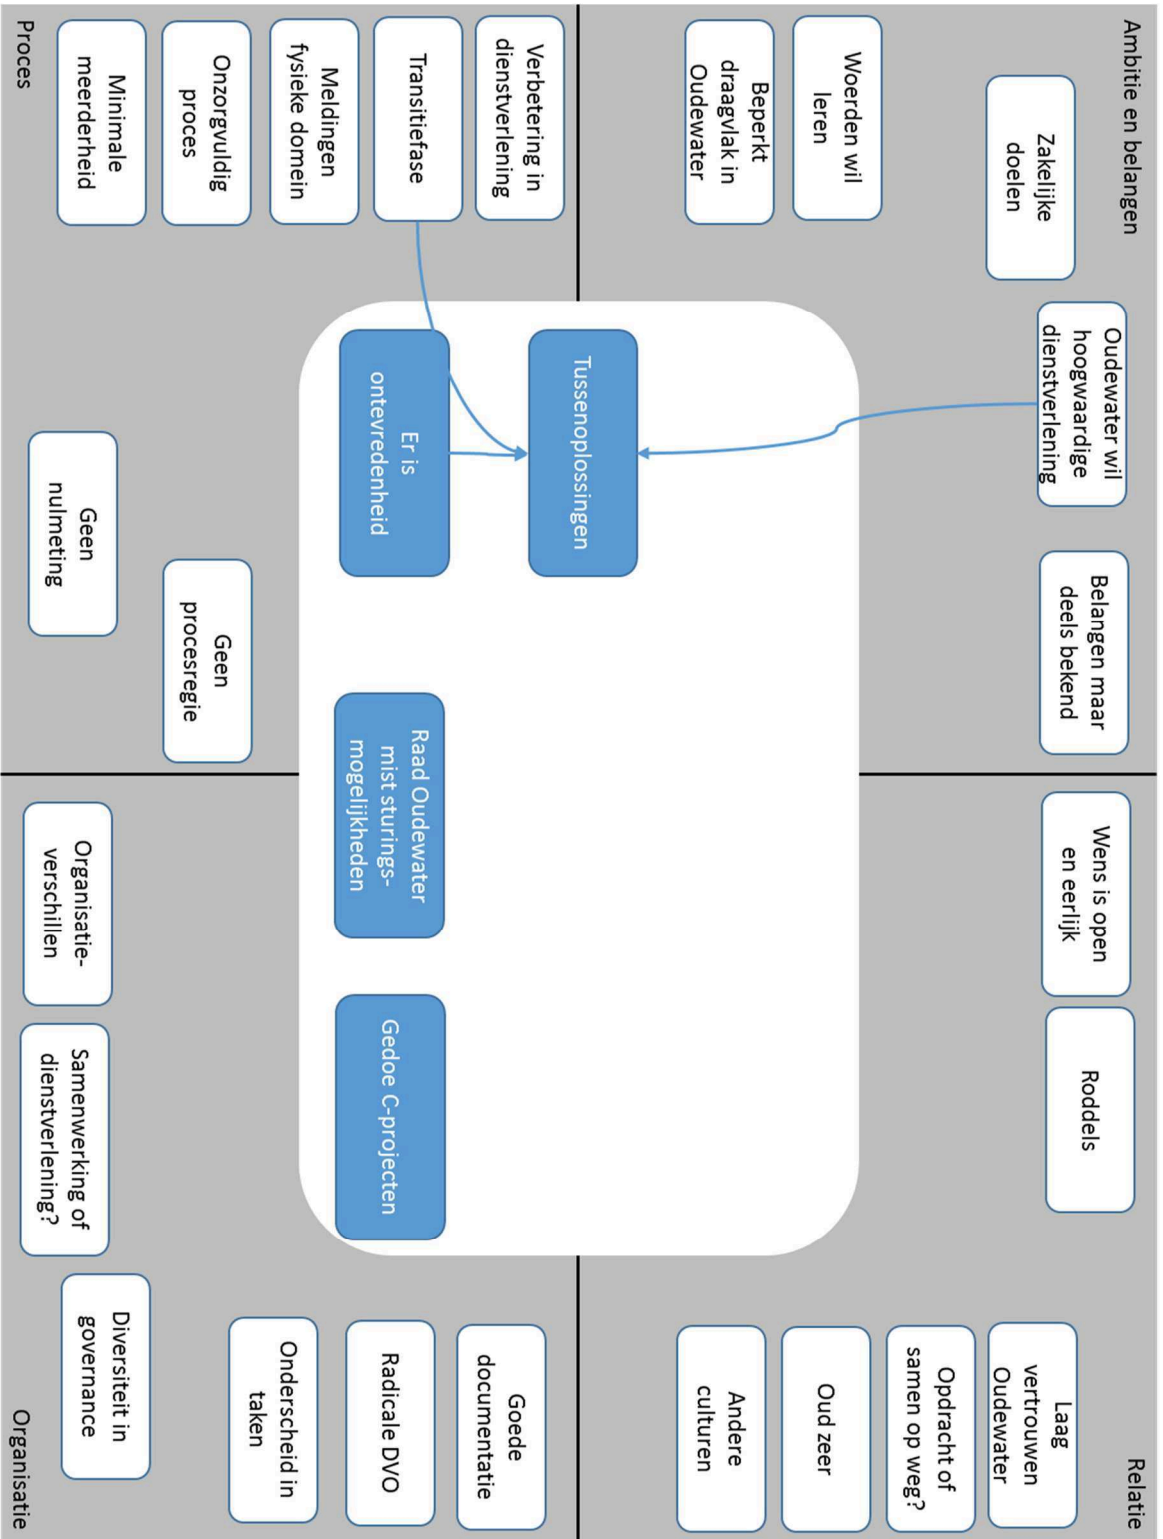 Ambitie en belangen
Zakelijke
doelen
Oudewater wil
hoogwaardige
dienstverlening
Belangen maar
deels bekend
Woerden wil
leren
Beperkt
draagvlak in
Oudewater
Relatie
Wens is open
en eerlijk
Roddels
Laag
vertrouwen
Oudewater
Opdracht of
samen op weg?
Oud zeer
Andere
culturen
Tussenoplossingen
Er is
ontevredenheid
Raad Oudewater
mist sturings-
mogelijkheden
Gedoe C-projecten
Verbetering in
dienstverlening
Transitiefase
Meldingen
fysieke domein
Onzorgvuldig
proces
Minimale
meerderheid
Geen
procesregie
Geen
nulmeting
Proces
Goede
documentatie
Radicale DVO
Onderscheid in
taken
Diversiteit in
governance
Organisatie-
verschillen
Samenwerking of
dienstverlening?
Organisatie